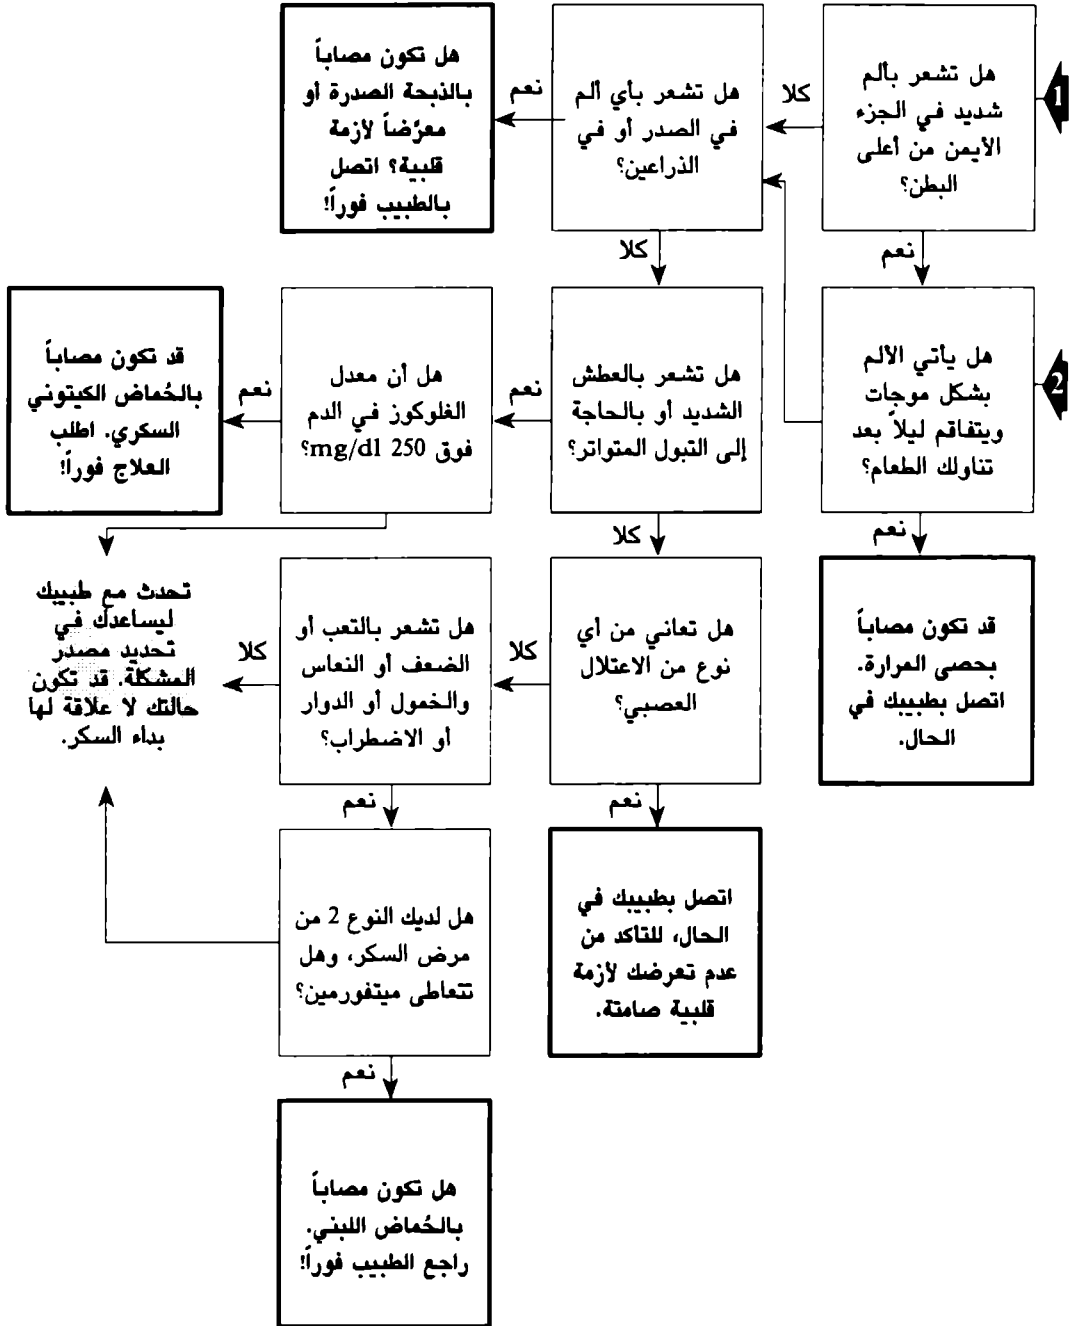 1
هل تشعر بألم
شديد في الجزء
الأيمن من أعلى
البطن؟
كلا
هل تشعر بأي ألم
في الصدر أو في
الذراعين؟
نعم
هل تكون مصاباً
بالذبحة الصدرة أو
معرَّضاً لأزمة
قلبية؟ اتصل
بالطبيب فوراً!
نعم
كلا
2
هل يأتي الألم
بشكل موجات
ويتفاقم ليلاً بعد
تناولك الطعام؟
هل تشعر بالعطش
الشديد أو بالحاجة
إلى التبول المتواتر؟
نعم
هل أن معدل
الغلوكوز في الدم
فوق 250 mg/dl؟
نعم
قد تكون مصاباً
بالحُماض الكيتوني
السكري. اطلب
العلاج فوراً!
نعم
كلا
قد تكون مصاباً
بحصى المرارة.
اتصل بطبيبك في
الحال.
هل تعاني من أي
نوع من الاعتلال
العصبي؟
كلا
هل تشعر بالتعب أو
الضعف أو النعاس
والخمول أو الدوار
أو الاضطراب؟
كلا
تحدث مع طبيبك
ليساعدك في
تحديد مصدر
المشكلة. قد تكون
حالتك لا علاقة لها
بداء السكر.
نعم
نعم
اتصل بطبيبك في
الحال، للتاكد من
عدم تعرضك لأزمة
قلبية صامتة.
هل لديك النوع 2 من
مرض السكر، وهل
تتعاطى ميتفورمين؟
نعم
هل تكون مصاباً
بالحُماض اللبني.
راجع الطبيب فوراً!